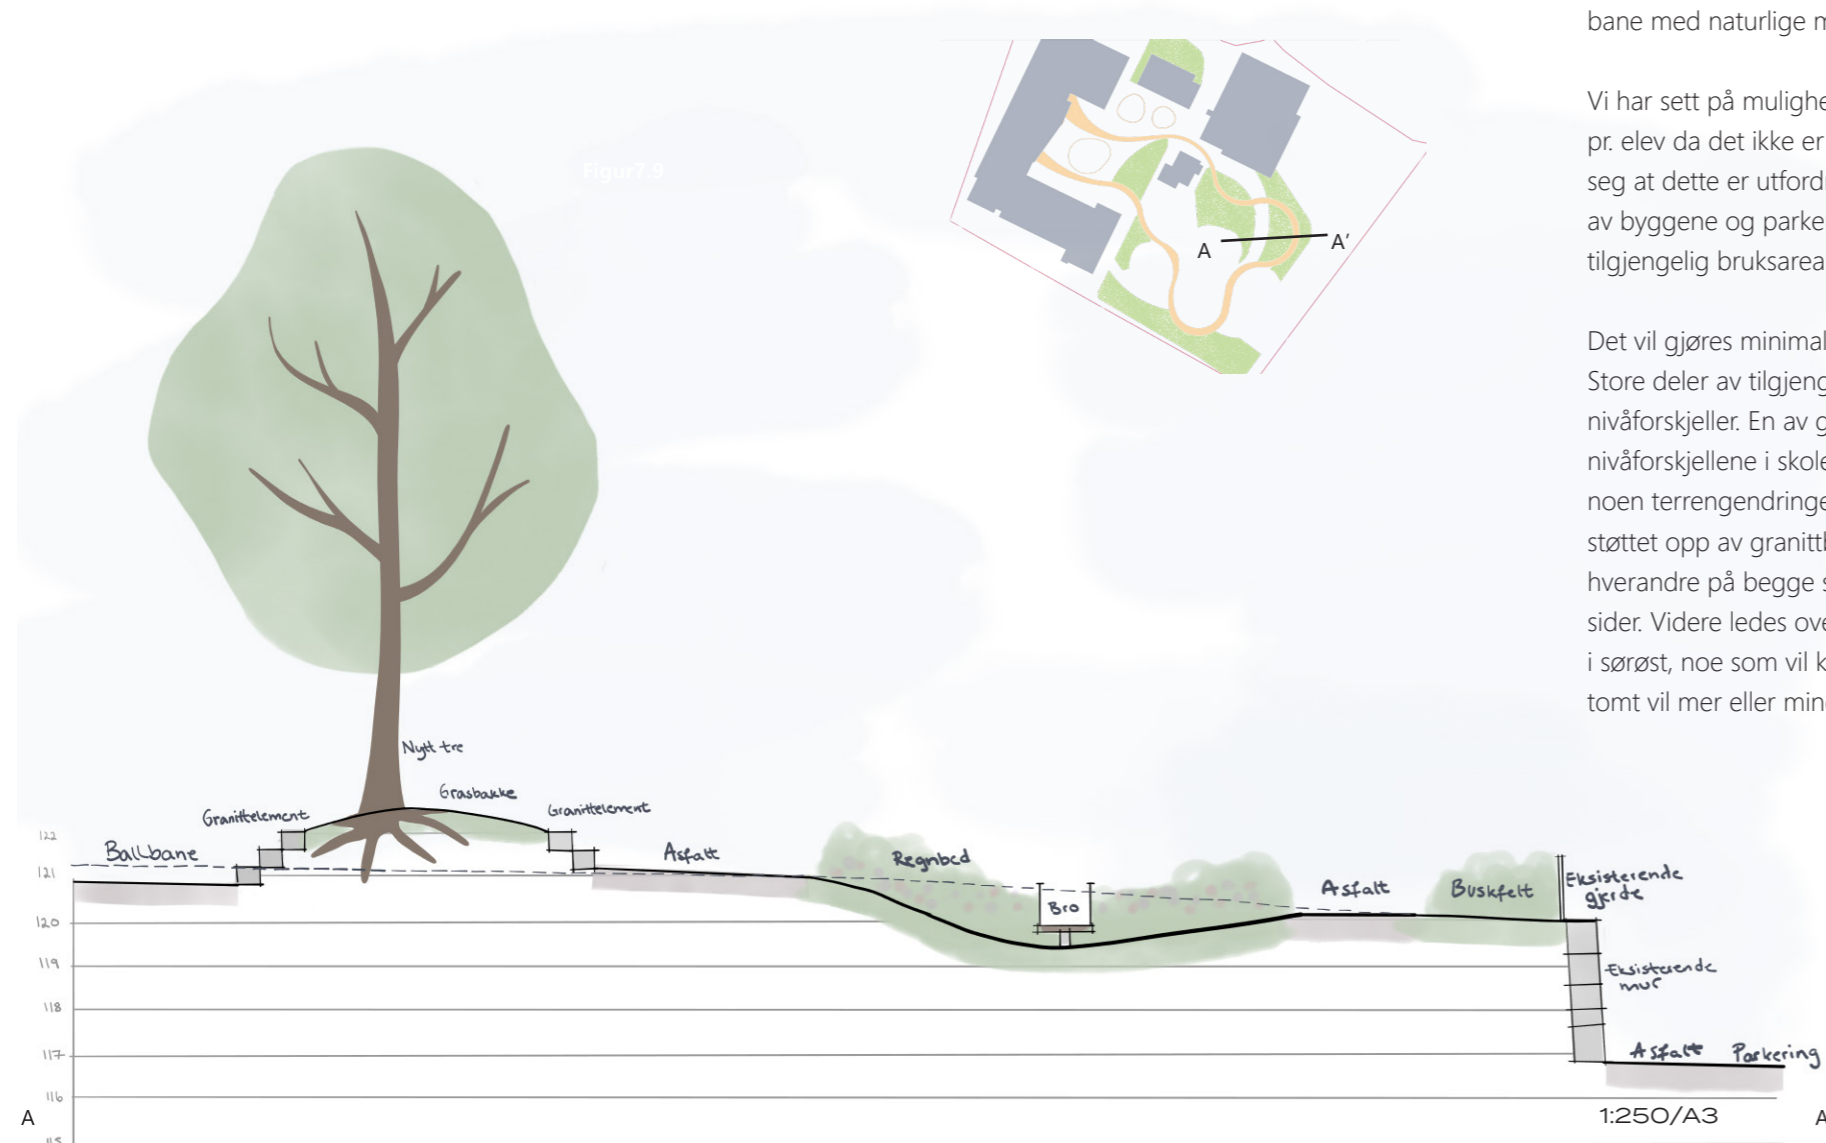 bane med naturlige m
Vi har sett på mulighe
pr. elev da det ikke er
seg at dette er utford
av byggene og parke
tilgjengelig bruksarea
Det vil gjøres minimal
Store deler av tilgjeng
nivåforskjeller. En av g
nivåforskjellene i skole
noen terrengendringe
støttet opp av granittb
hverandre på begge s
sider. Videre ledes ove
i sørøst, noe som vil k
tomt vil mer eller min
Figur7.9
A
A'
Nytt tre
Grasbakke
Granittelement
Granittelement
Ballbane
Asfalt
Regnbed
Bro
Asfalt
Buskfelt
Eksisterende
gjerde
Eksisterende
mur
Asfalt Parkering
122
121
120
119
118
117
116
115
A
1:250/A3
A